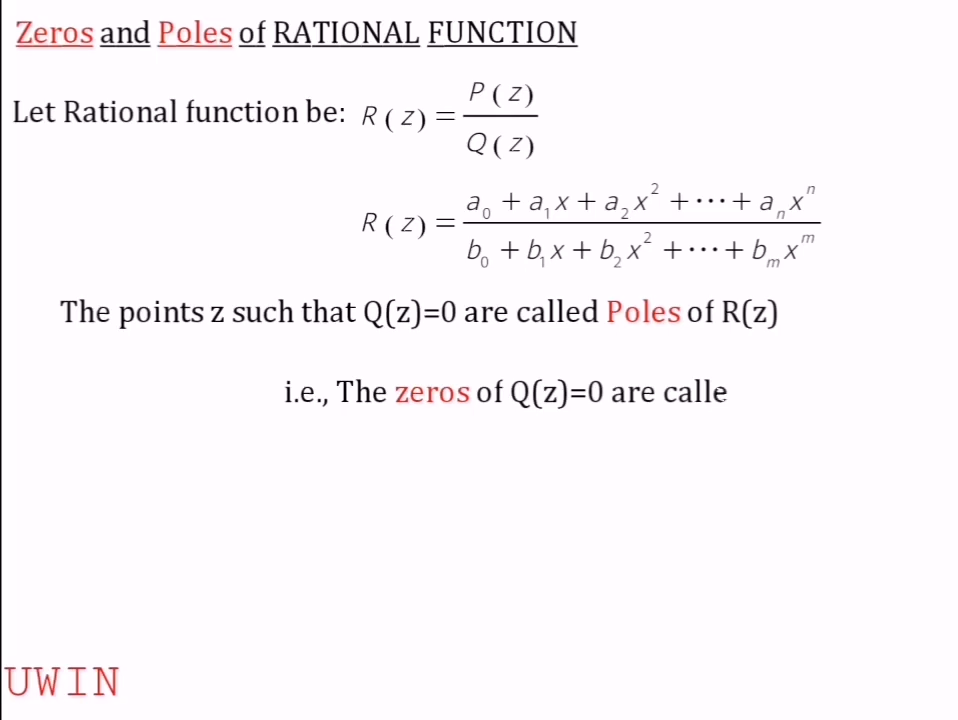 Zeros and Poles of RATIONAL FUNCTION
Let Rational function be: R(z) = P(z) / Q(z)
R(z) = a₀ + a₁x + a₂x² + ⋯ + aₙxⁿ / b₀ + b₁x + b₂x² + ⋯ + bₘxᵐ
The points z such that Q(z)=0 are called Poles of R(z)
i.e., The zeros of Q(z)=0 are calle
UWIN